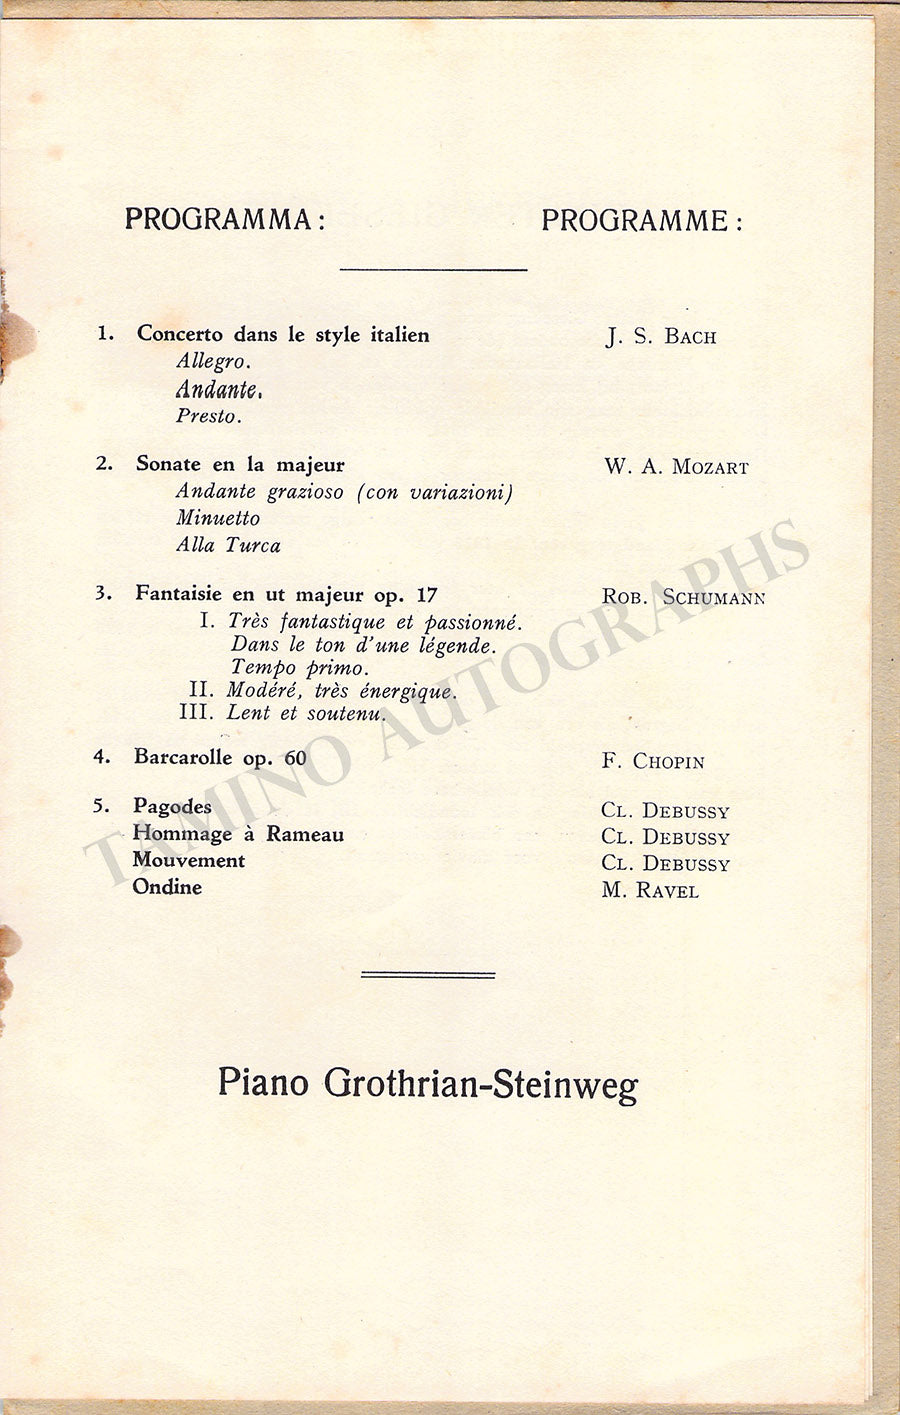 PROGRAMMA: PROGRAMME:
1. Concerto dans le style italien J. S. BACH
Allegro.
Andante.
Presto.
2. Sonate en la majeur W. A. MOZART
Andante grazioso (con variazioni)
Minuetto
Alla Turca
3. Fantaisie en ut majeur op. 17 ROB. SCHUMANN
I. Très fantastique et passionné.
Dans le ton d'une légende.
Tempo primo.
II. Modéré, très énergique.
III. Lent et soutenu.
4. Barcarolle op. 60 F. CHOPIN
5. Pagodes CL. DEBUSSY
Hommage à Rameau CL. DEBUSSY
Mouvement CL. DEBUSSY
Ondine M. RAVEL
Piano Grothrian-Steinweg
TAMINO AUTOGRAPHS